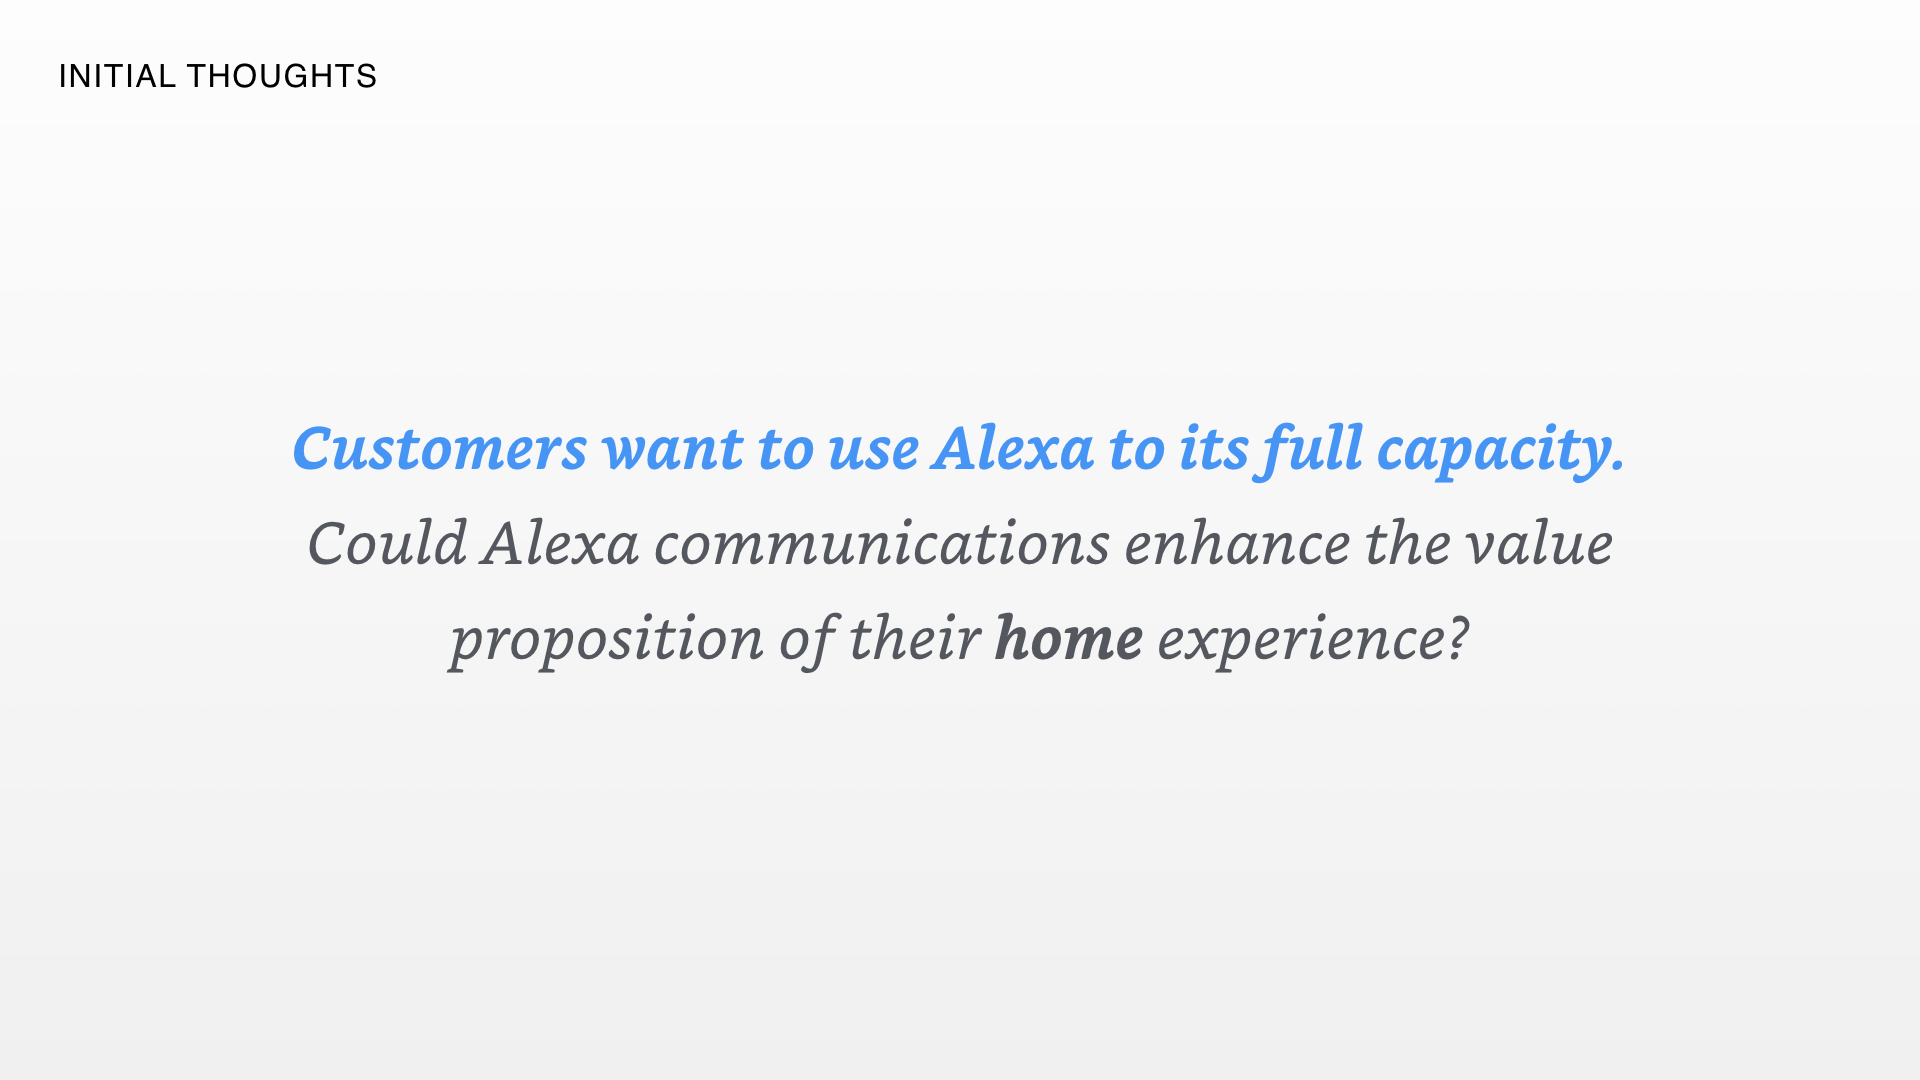 INITIAL THOUGHTS
Customers want to use Alexa to its full capacity.
Could Alexa communications enhance the value
proposition of their home experience?